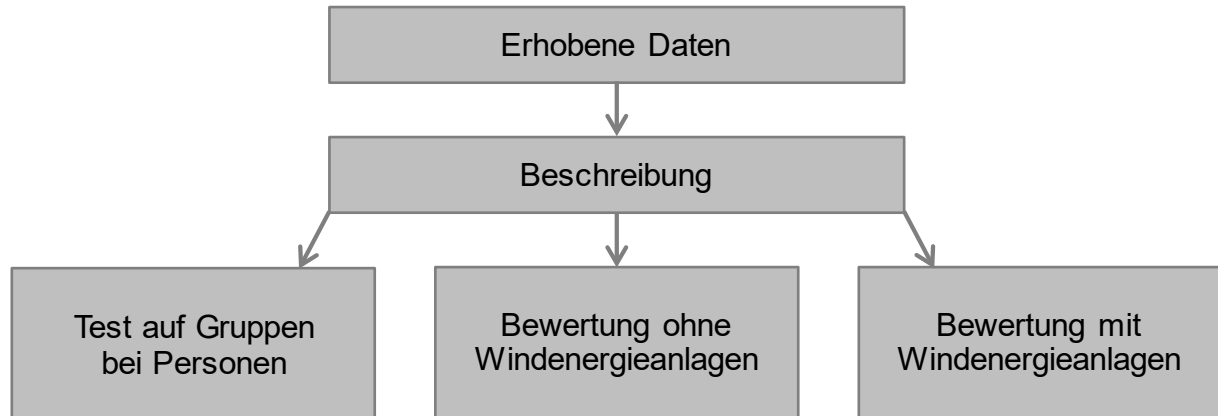 Erhobene Daten
Beschreibung
Test auf Gruppen
bei Personen
Bewertung ohne
Windenergieanlagen
Bewertung mit
Windenergieanlagen